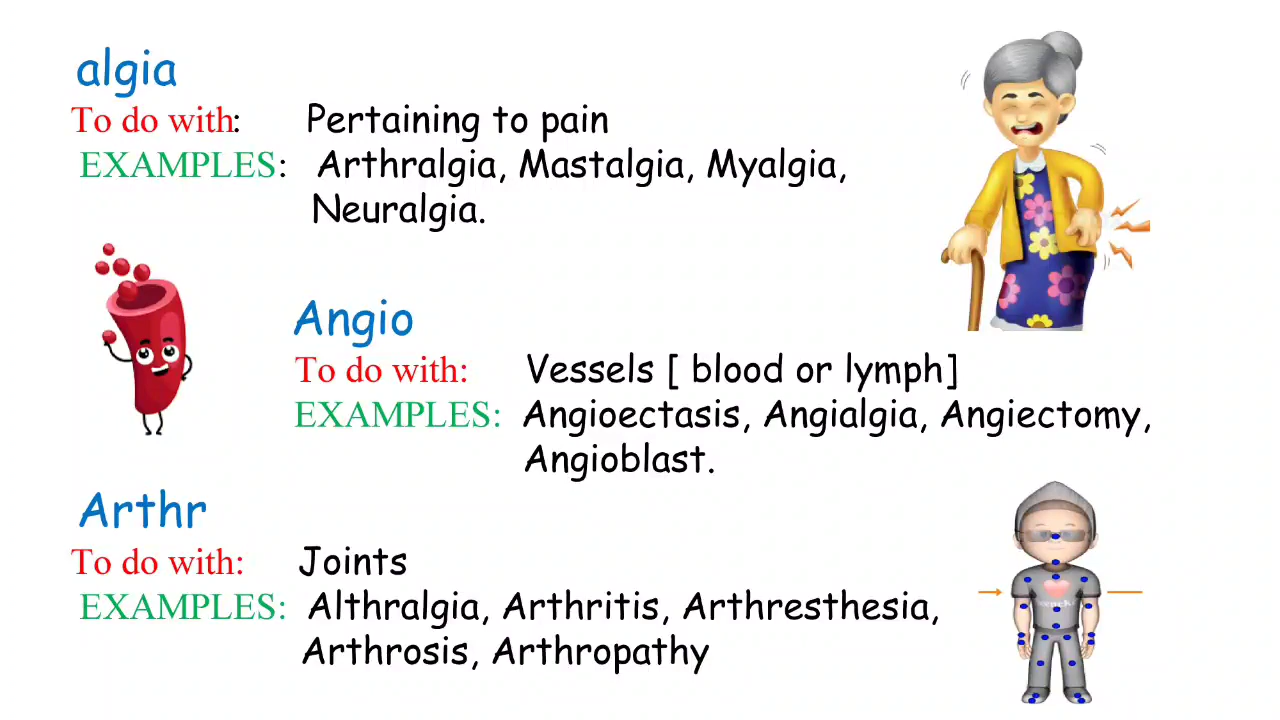 algia
To do with: Pertaining to pain
EXAMPLES: Arthralgia, Mastalgia, Myalgia,
Neuralgia.
Angio
To do with: Vessels [ blood or lymph]
EXAMPLES: Angioectasis, Angialgia, Angiectomy,
Angioblast.
Arthr
To do with: Joints
EXAMPLES: Althralgia, Arthritis, Arthresthesia,
Arthrosis, Arthropathy